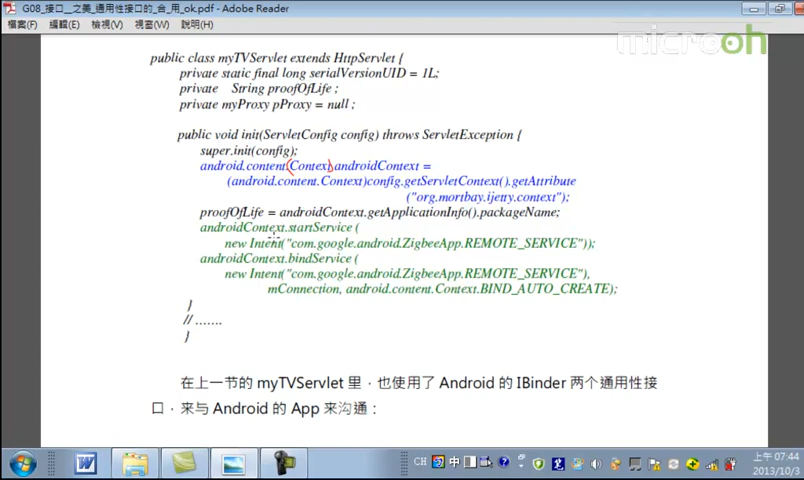 G08_接口__之美_通用性接口的_合_用_ok.pdf - Adobe Reader
檔案(F) 編輯(E) 檢視(V) 視窗(W) 說明(H)
microoh
public class myTVServlet extends HttpServlet {
private static final long serialVersionUID = 1L;
private String proofOfLife ;
private myProxy pProxy = null ;
public void init(ServletConfig config) throws ServletException {
super.init(config);
android.content.Context androidContext =
(android.content.Context)config.getServletContext().getAttribute
("org.mortbay.ijetty.context");
proofOfLife = androidContext.getApplicationInfo().packageName;
androidContext.startService (
new Intent("com.google.android.ZigbeeApp.REMOTE_SERVICE"));
androidContext.bindService (
new Intent("com.google.android.ZigbeeApp.REMOTE_SERVICE"),
mConnection, android.content.Context.BIND_AUTO_CREATE);
}
// .......
}
在上一节的 myTVServlet 里，也使用了 Android 的 IBinder 两个通用性接
口，来与 Android 的 App 来沟通：
CH 中 上午 07:44
2013/10/3